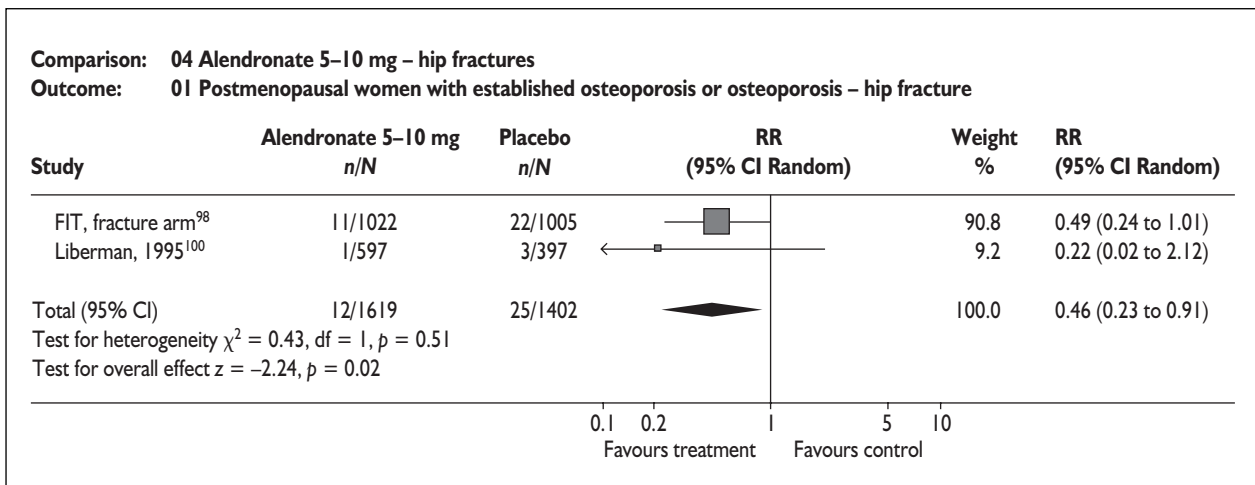 Comparison: 04 Alendronate 5–10 mg – hip fractures
Outcome: 01 Postmenopausal women with established osteoporosis or osteoporosis – hip fracture
Alendronate 5–10 mg Placebo RR Weight RR
Study n/N n/N (95% CI Random) % (95% CI Random)
FIT, fracture arm⁹⁸ 11/1022 22/1005 90.8 0.49 (0.24 to 1.01)
Liberman, 1995¹⁰⁰ 1/597 3/397 9.2 0.22 (0.02 to 2.12)
Total (95% CI) 12/1619 25/1402 100.0 0.46 (0.23 to 0.91)
Test for heterogeneity χ² = 0.43, df = 1, p = 0.51
Test for overall effect z = –2.24, p = 0.02
0.1 0.2 1 5 10
Favours treatment Favours control